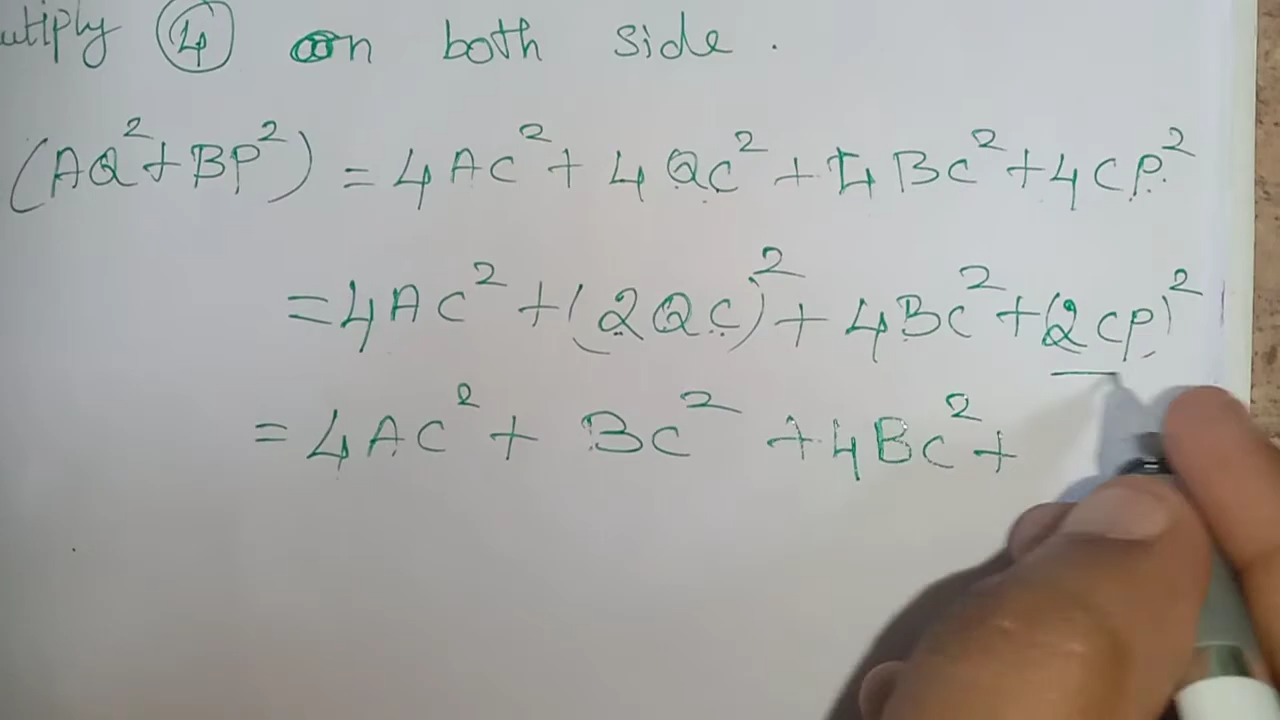 utiply 4 on both side .
(AQ²+BP²) = 4AC² + 4QC² + 4BC² + 4CP²
= 4AC² + (2QC)² + 4BC² + (2CP)²
= 4AC² + BC² + 4BC² +